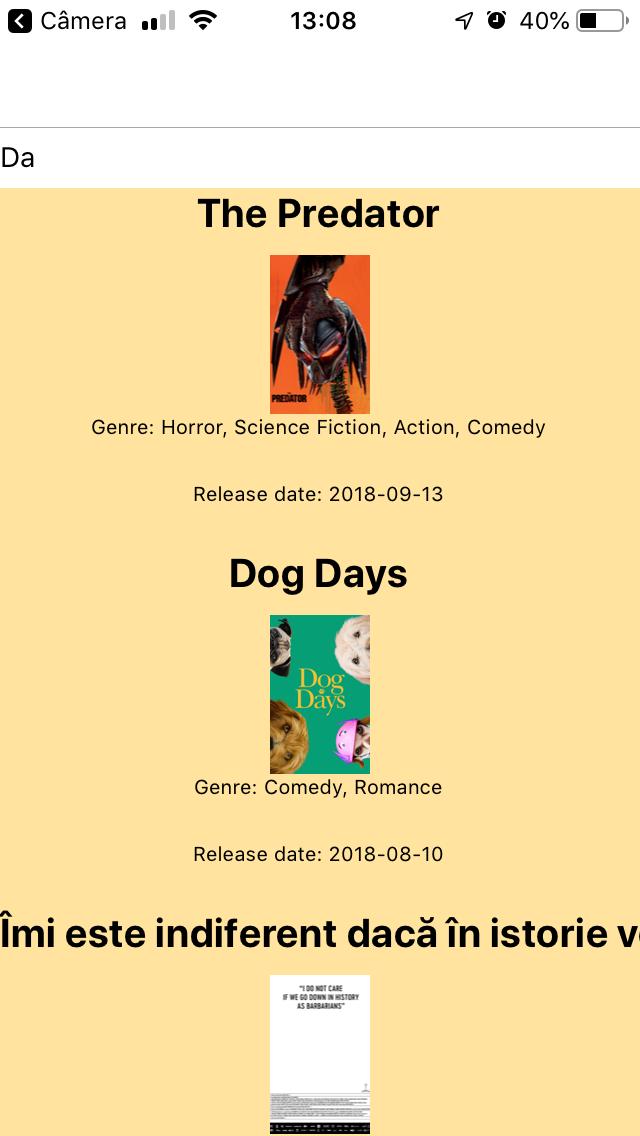 Câmera 13:08 40%
Da
The Predator
PREDATOR
Genre: Horror, Science Fiction, Action, Comedy
Release date: 2018-09-13
Dog Days
Dog
Days
Genre: Comedy, Romance
Release date: 2018-08-10
Îmi este indiferent dacă în istorie v
"I DO NOT CARE
IF WE GO DOWN IN HISTORY
AS BARBARIANS"